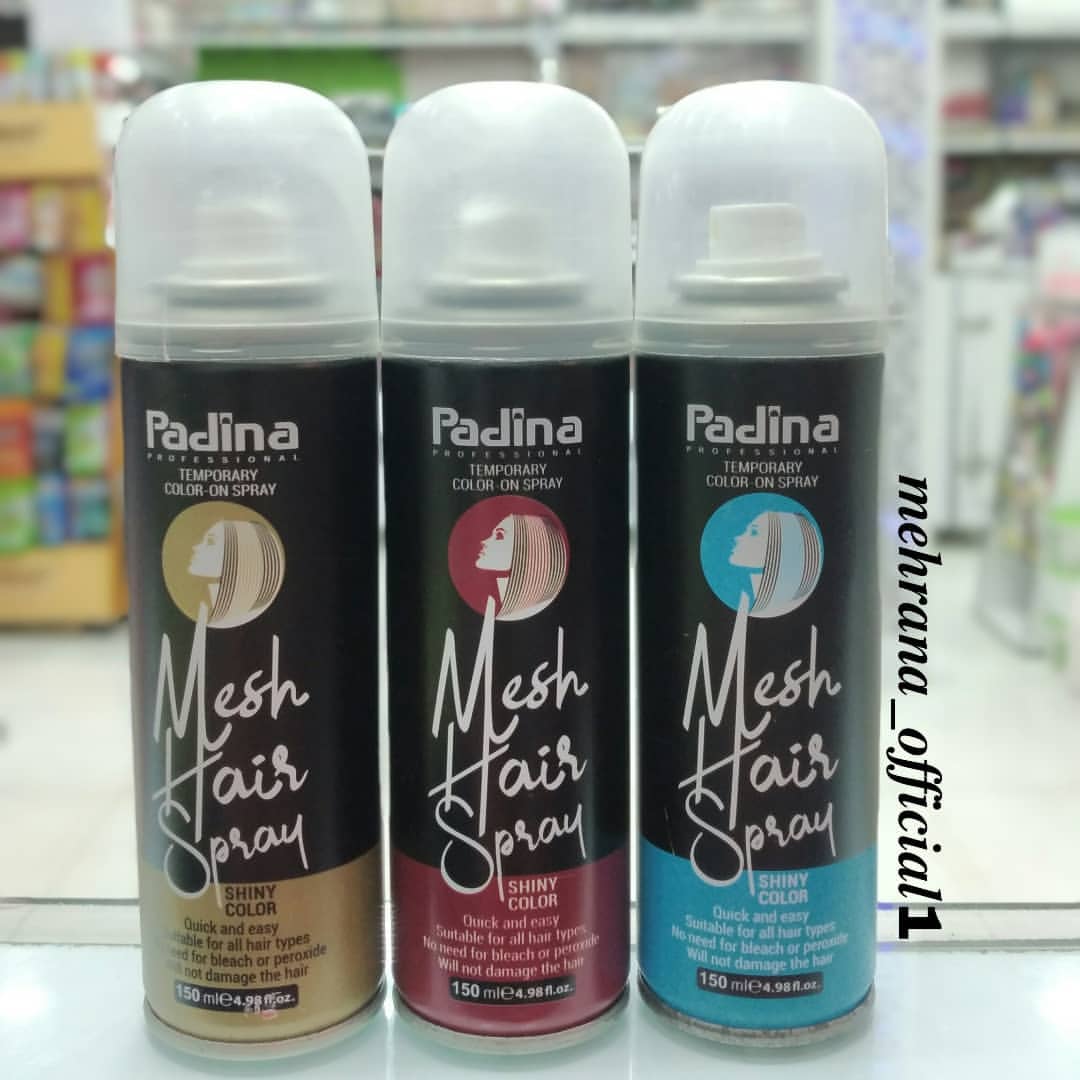 Padina
PROFESSIONAL
TEMPORARY
COLOR-ON SPRAY
Mesh
Hair
Spray
SHINY
COLOR
Quick and easy
Suitable for all hair types
need for bleach or peroxide
Will not damage the hair
150 ml e 4.98 fl.oz.
Padina
PROFESSIONAL
TEMPORARY
COLOR-ON SPRAY
Mesh
Hair
Spray
SHINY
COLOR
Quick and easy
Suitable for all hair types
No need for bleach or peroxide
Will not damage the hair
150 ml e 4.98 fl.oz.
Padina
PROFESSIONAL
TEMPORARY
COLOR-ON SPRAY
Mesh
Hair
Spray
SHINY
COLOR
Quick and easy
Suitable for all hair types
No need for bleach or peroxide
Will not damage the hair
150 ml e 4.98 fl.oz.
mehrana_official1